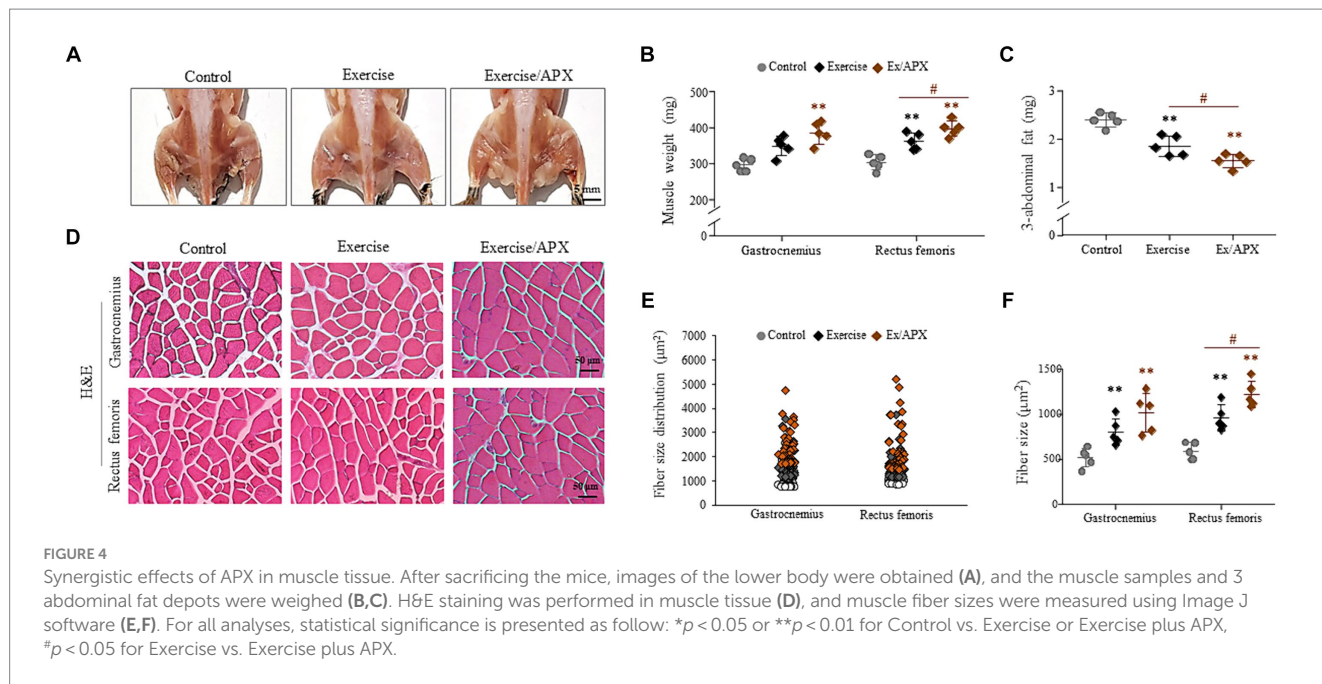 A
Control
Exercise
Exercise/APX
5 mm
B
Control Exercise Ex/APX
Muscle weight (mg)
500
400
300
200
0
**
**
#
**
Gastrocnemius
Rectus femoris
C
3-abdominal fat (mg)
3
2
1
0
**
#
**
Control
Exercise
Ex/APX
D
Control
Exercise
Exercise/APX
H&E
Gastrocnemius
Rectus femoris
50 µm
50 µm
E
Control Exercise Ex/APX
Fiber size distribution (µm²)
7000
6000
5000
4000
3000
2000
1000
0
Gastrocnemius
Rectus femoris
F
Control Exercise Ex/APX
Fiber size (µm²)
1500
1000
500
0
**
**
**
#
**
Gastrocnemius
Rectus femoris
FIGURE 4
Synergistic effects of APX in muscle tissue. After sacrificing the mice, images of the lower body were obtained (A), and the muscle samples and 3
abdominal fat depots were weighed (B,C). H&E staining was performed in muscle tissue (D), and muscle fiber sizes were measured using Image J
software (E,F). For all analyses, statistical significance is presented as follow: *p < 0.05 or **p < 0.01 for Control vs. Exercise or Exercise plus APX,
#p < 0.05 for Exercise vs. Exercise plus APX.